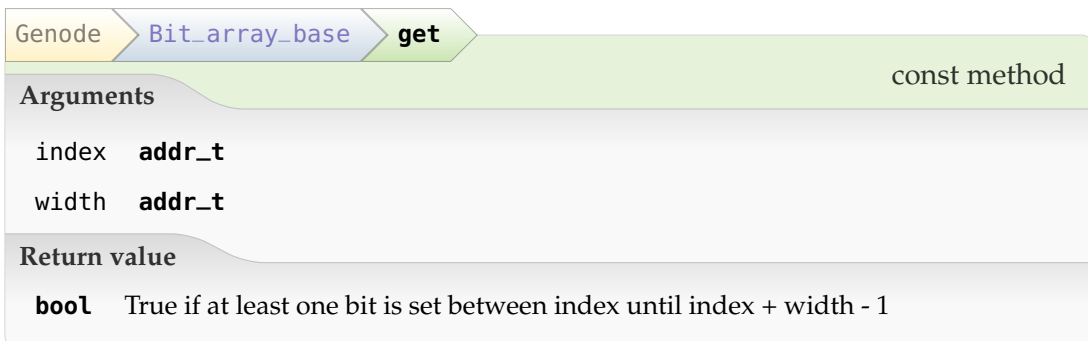 Genode Bit_array_base get
const method
Arguments
index addr_t
width addr_t
Return value
bool True if at least one bit is set between index until index + width - 1